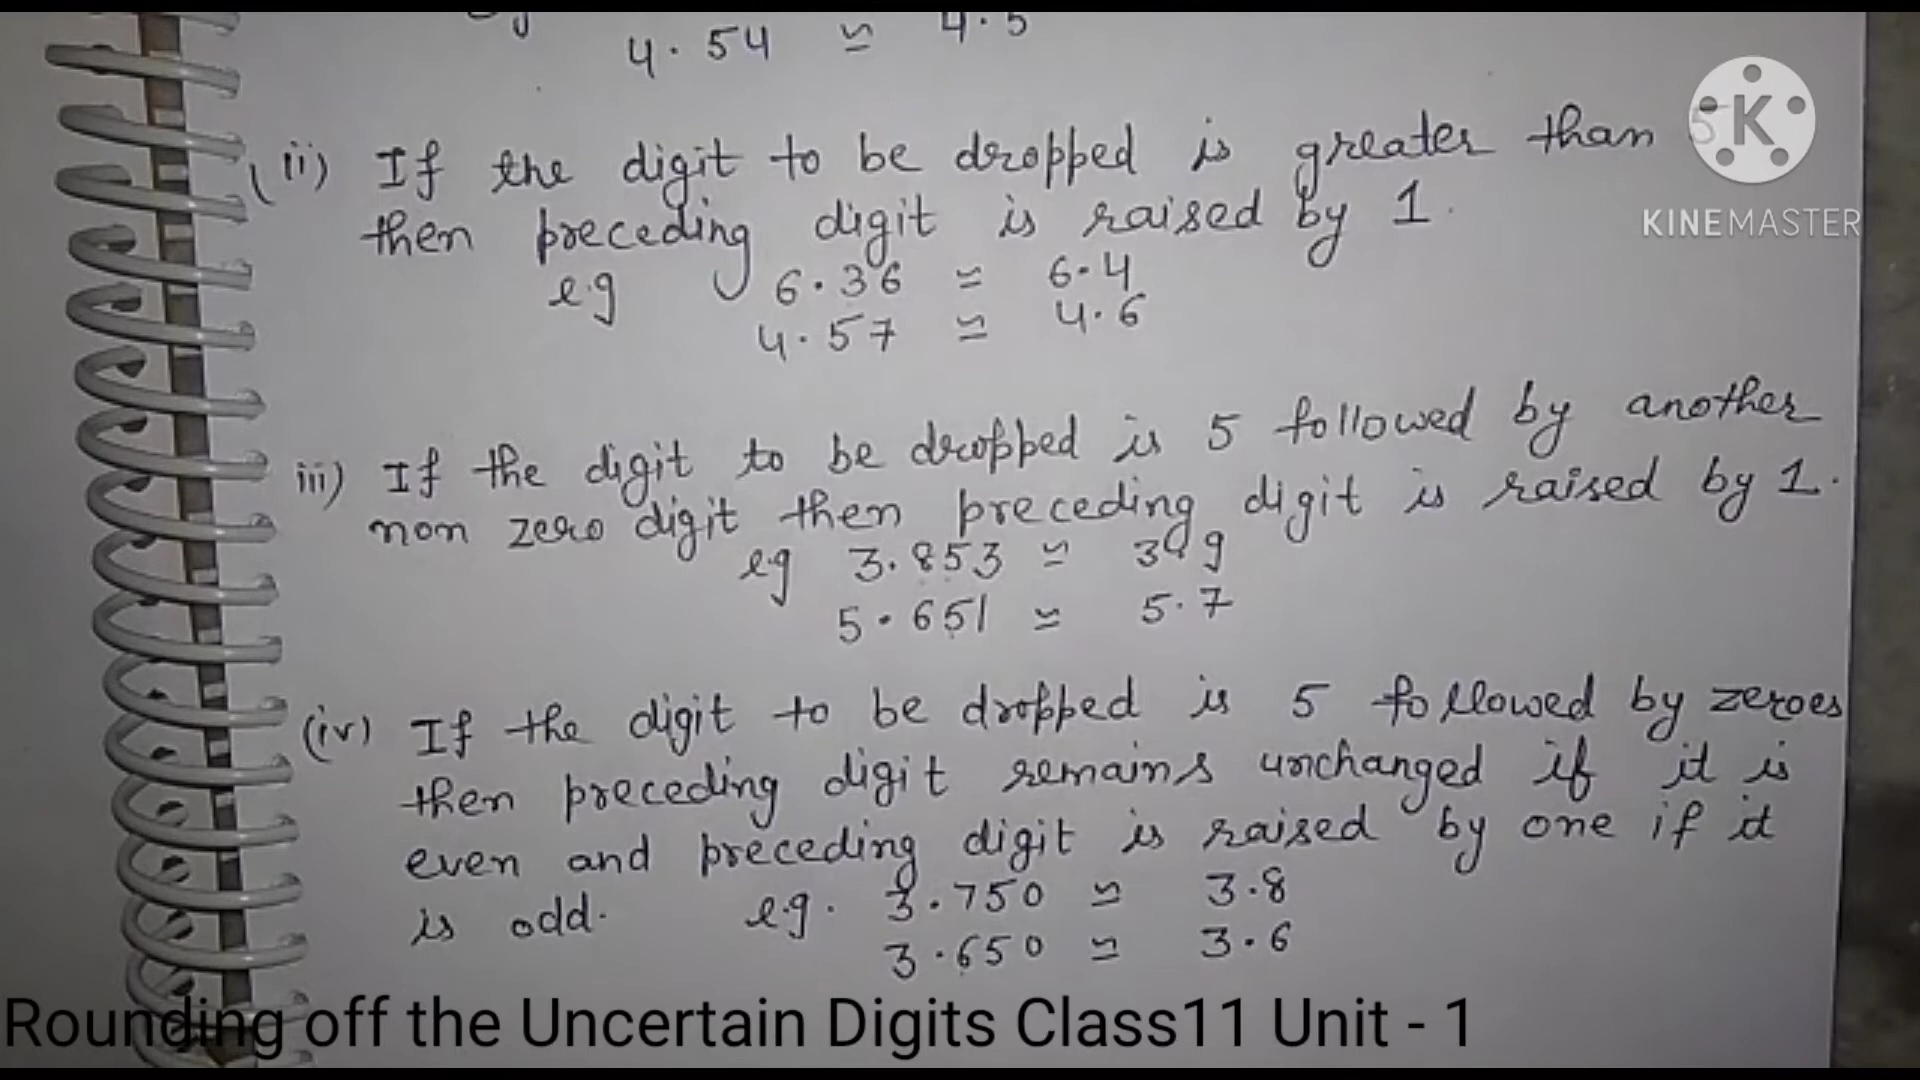 4.54 ≃ 4.5
(ii) If the digit to be dropped is greater than 5
then preceding digit is raised by 1.
e.g 6.36 ≃ 6.4
4.57 ≃ 4.6
iii) If the digit to be dropped is 5 followed by another
non zero digit then preceding digit is raised by 1.
e.g 3.853 ≃ 3.9
5.651 ≃ 5.7
(iv) If the digit to be dropped is 5 followed by zeroes
then preceding digit remains unchanged if it is
even and preceding digit is raised by one if it
is odd. e.g. 3.750 ≃ 3.8
3.650 ≃ 3.6
K
KINEMASTER
Rounding off the Uncertain Digits Class11 Unit - 1